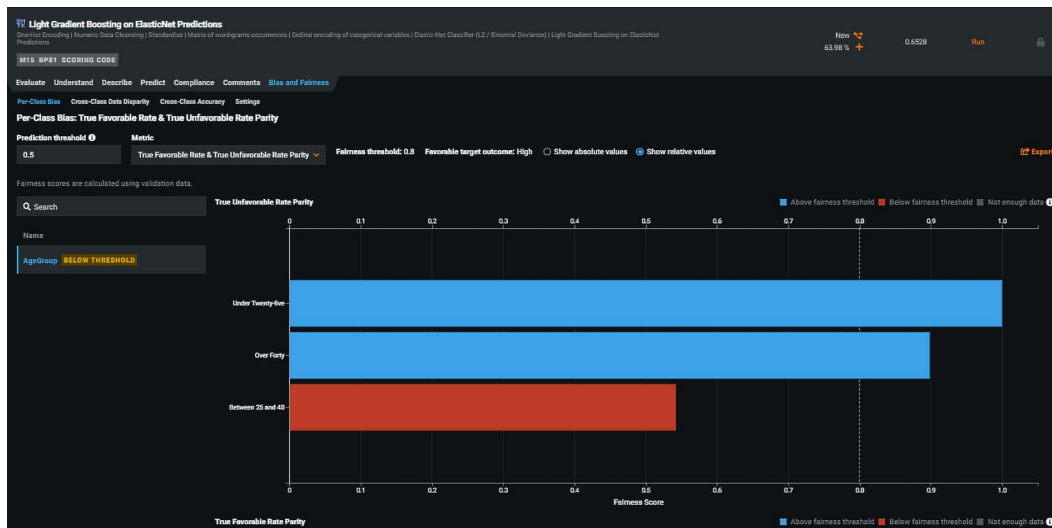 Light Gradient Boosting on ElasticNet Predictions
One-Hot Encoding | Numeric Data Cleansing | Standardize | Matrix of word-grams occurrences | Ordinal encoding of categorical variables | Elastic-Net Classifier (L2 / Binomial Deviance) | Light Gradient Boosting on ElasticNet
Predictions
New
63.98 %
0.6528
Run
M15 BP81 SCORING CODE
Evaluate Understand Describe Predict Compliance Comments Bias and Fairness
Per-Class Bias Cross-Class Data Disparity Cross-Class Accuracy Settings
Per-Class Bias: True Favorable Rate & True Unfavorable Rate Parity
Prediction threshold Metric
0.5 True Favorable Rate & True Unfavorable Rate Parity Fairness threshold: 0.8 Favorable target outcome: High Show absolute values Show relative values Export
Fairness scores are calculated using validation data.
Search
Name
AgeGroup BELOW THRESHOLD
True Unfavorable Rate Parity Above fairness threshold Below fairness threshold Not enough data
0 0.1 0.2 0.3 0.4 0.5 0.6 0.7 0.8 0.9 1.0
Under Twenty-five
Over Forty
Between 25 and 40
0 0.1 0.2 0.3 0.4 0.5 0.6 0.7 0.8 0.9 1.0
Fairness Score
True Favorable Rate Parity Above fairness threshold Below fairness threshold Not enough data